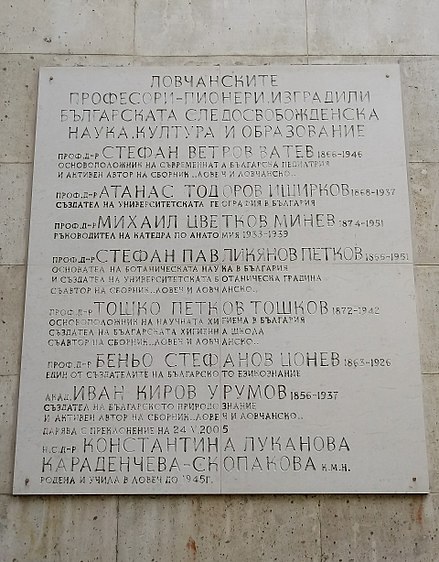 ЛОВЧАНСКИТЕ
ПРОФЕСОРИ-ПИОНЕРИ, ИЗГРАДИЛИ
БЪЛГАРСКАТА СЛЕДОСВОБОЖДЕНСКА
НАУКА, КУЛТУРА И ОБРАЗОВАНИЕ
ПРОФ. Д-Р СТЕФАН ВЕТРОВ ВАТЕВ 1866-1946
ОСНОВОПОЛОЖНИК НА СЪВРЕМЕННАТА БЪЛГАРСКА ПЕДИАТРИЯ
И АКТИВЕН АВТОР НА СБОРНИК „ЛОВЕЧ И ЛОВЧАНСКО„
ПРОФ. Д-Р АТАНАС ТОДОРОВ ИШИРКОВ 1868-1937
СЪЗДАТЕЛ НА УНИВЕРСИТЕТСКАТА ГЕОГРАФИЯ В БЪЛГАРИЯ
ПРОФ. Д-Р МИХАИЛ ЦВЕТКОВ МИНЕВ 1874-1951
РЪКОВОДИТЕЛ НА КАТЕДРА ПО АНАТОМИЯ 1933-1939
ПРОФ. Д-Р СТЕФАН ПАВЛИКЯНОВ ПЕТКОВ 1866-1951
ОСНОВАТЕЛ НА БОТАНИЧЕСКАТА НАУКА В БЪЛГАРИЯ
И СЪЗДАТЕЛ НА УНИВЕРСИТЕТСКАТА БОТАНИЧЕСКА ГРАДИНА
СЪАВТОР НА СБОРНИК „ЛОВЕЧ И ЛОВЧАНСКО„
ПРОФ. Д-Р ТОШКО ПЕТКОВ ТОШКОВ 1872-1942
ОСНОВОПОЛОЖНИК НА НАУЧНАТА ХИГИЕНА В БЪЛГАРИЯ
СЪЗДАТЕЛ НА БЪЛГАРСКАТА ХИГИЕННА ШКОЛА
СЪАВТОР НА СБОРНИК „ЛОВЕЧ И ЛОВЧАНСКО„
ПРОФ. Д-Р БЕНЬО СТЕФАНОВ ЦОНЕВ 1863-1926
ЕДИН ОТ СЪЗДАТЕЛИТЕ НА БЪЛГАРСКОТО ЕЗИКОЗНАНИЕ
АКАД. ИВАН КИРОВ УРУМОВ 1856-1937
СЪЗДАТЕЛ НА БЪЛГАРСКОТО ПРИРОДОЗНАНИЕ
И АКТИВЕН АВТОР НА СБОРНИК „ЛОВЕЧ И ЛОВЧАНСКО„
ДАРЯВА С ПРЕКЛОНЕНИЕ НА 24 V 2005
Н.С. Д-Р КОНСТАНТИНА ЛУКАНОВА
КАРАДЕНЧЕВА-СКОПАКОВА К.М.Н.
РОДЕНА И УЧИЛА В ЛОВЕЧ ДО 1945Г.